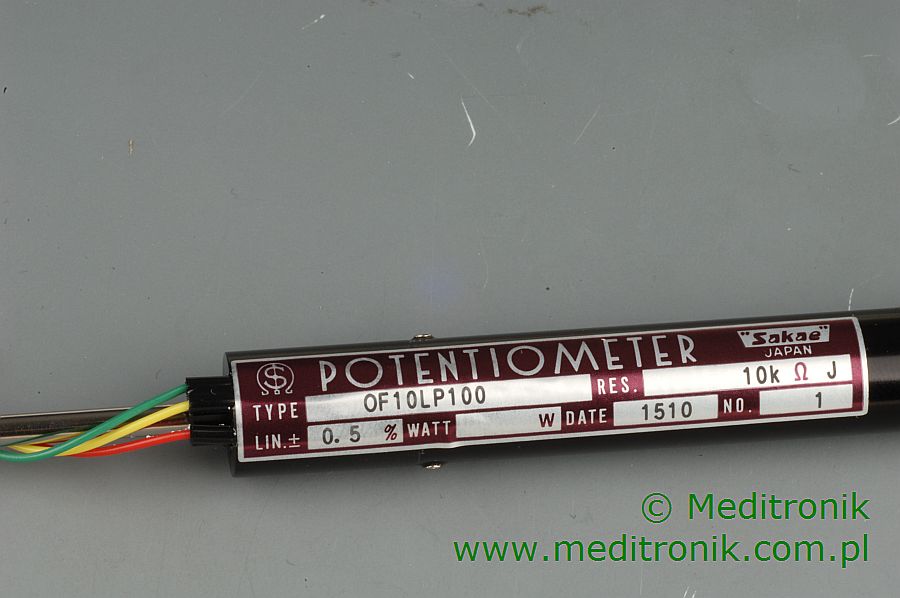 POTENTIOMETER "Sakae"
JAPAN
TYPE OF10LP100 RES. 10k Ω J
LIN.± 0.5 % WATT W DATE 1510 NO. 1
© Meditronik
www.meditronik.com.pl